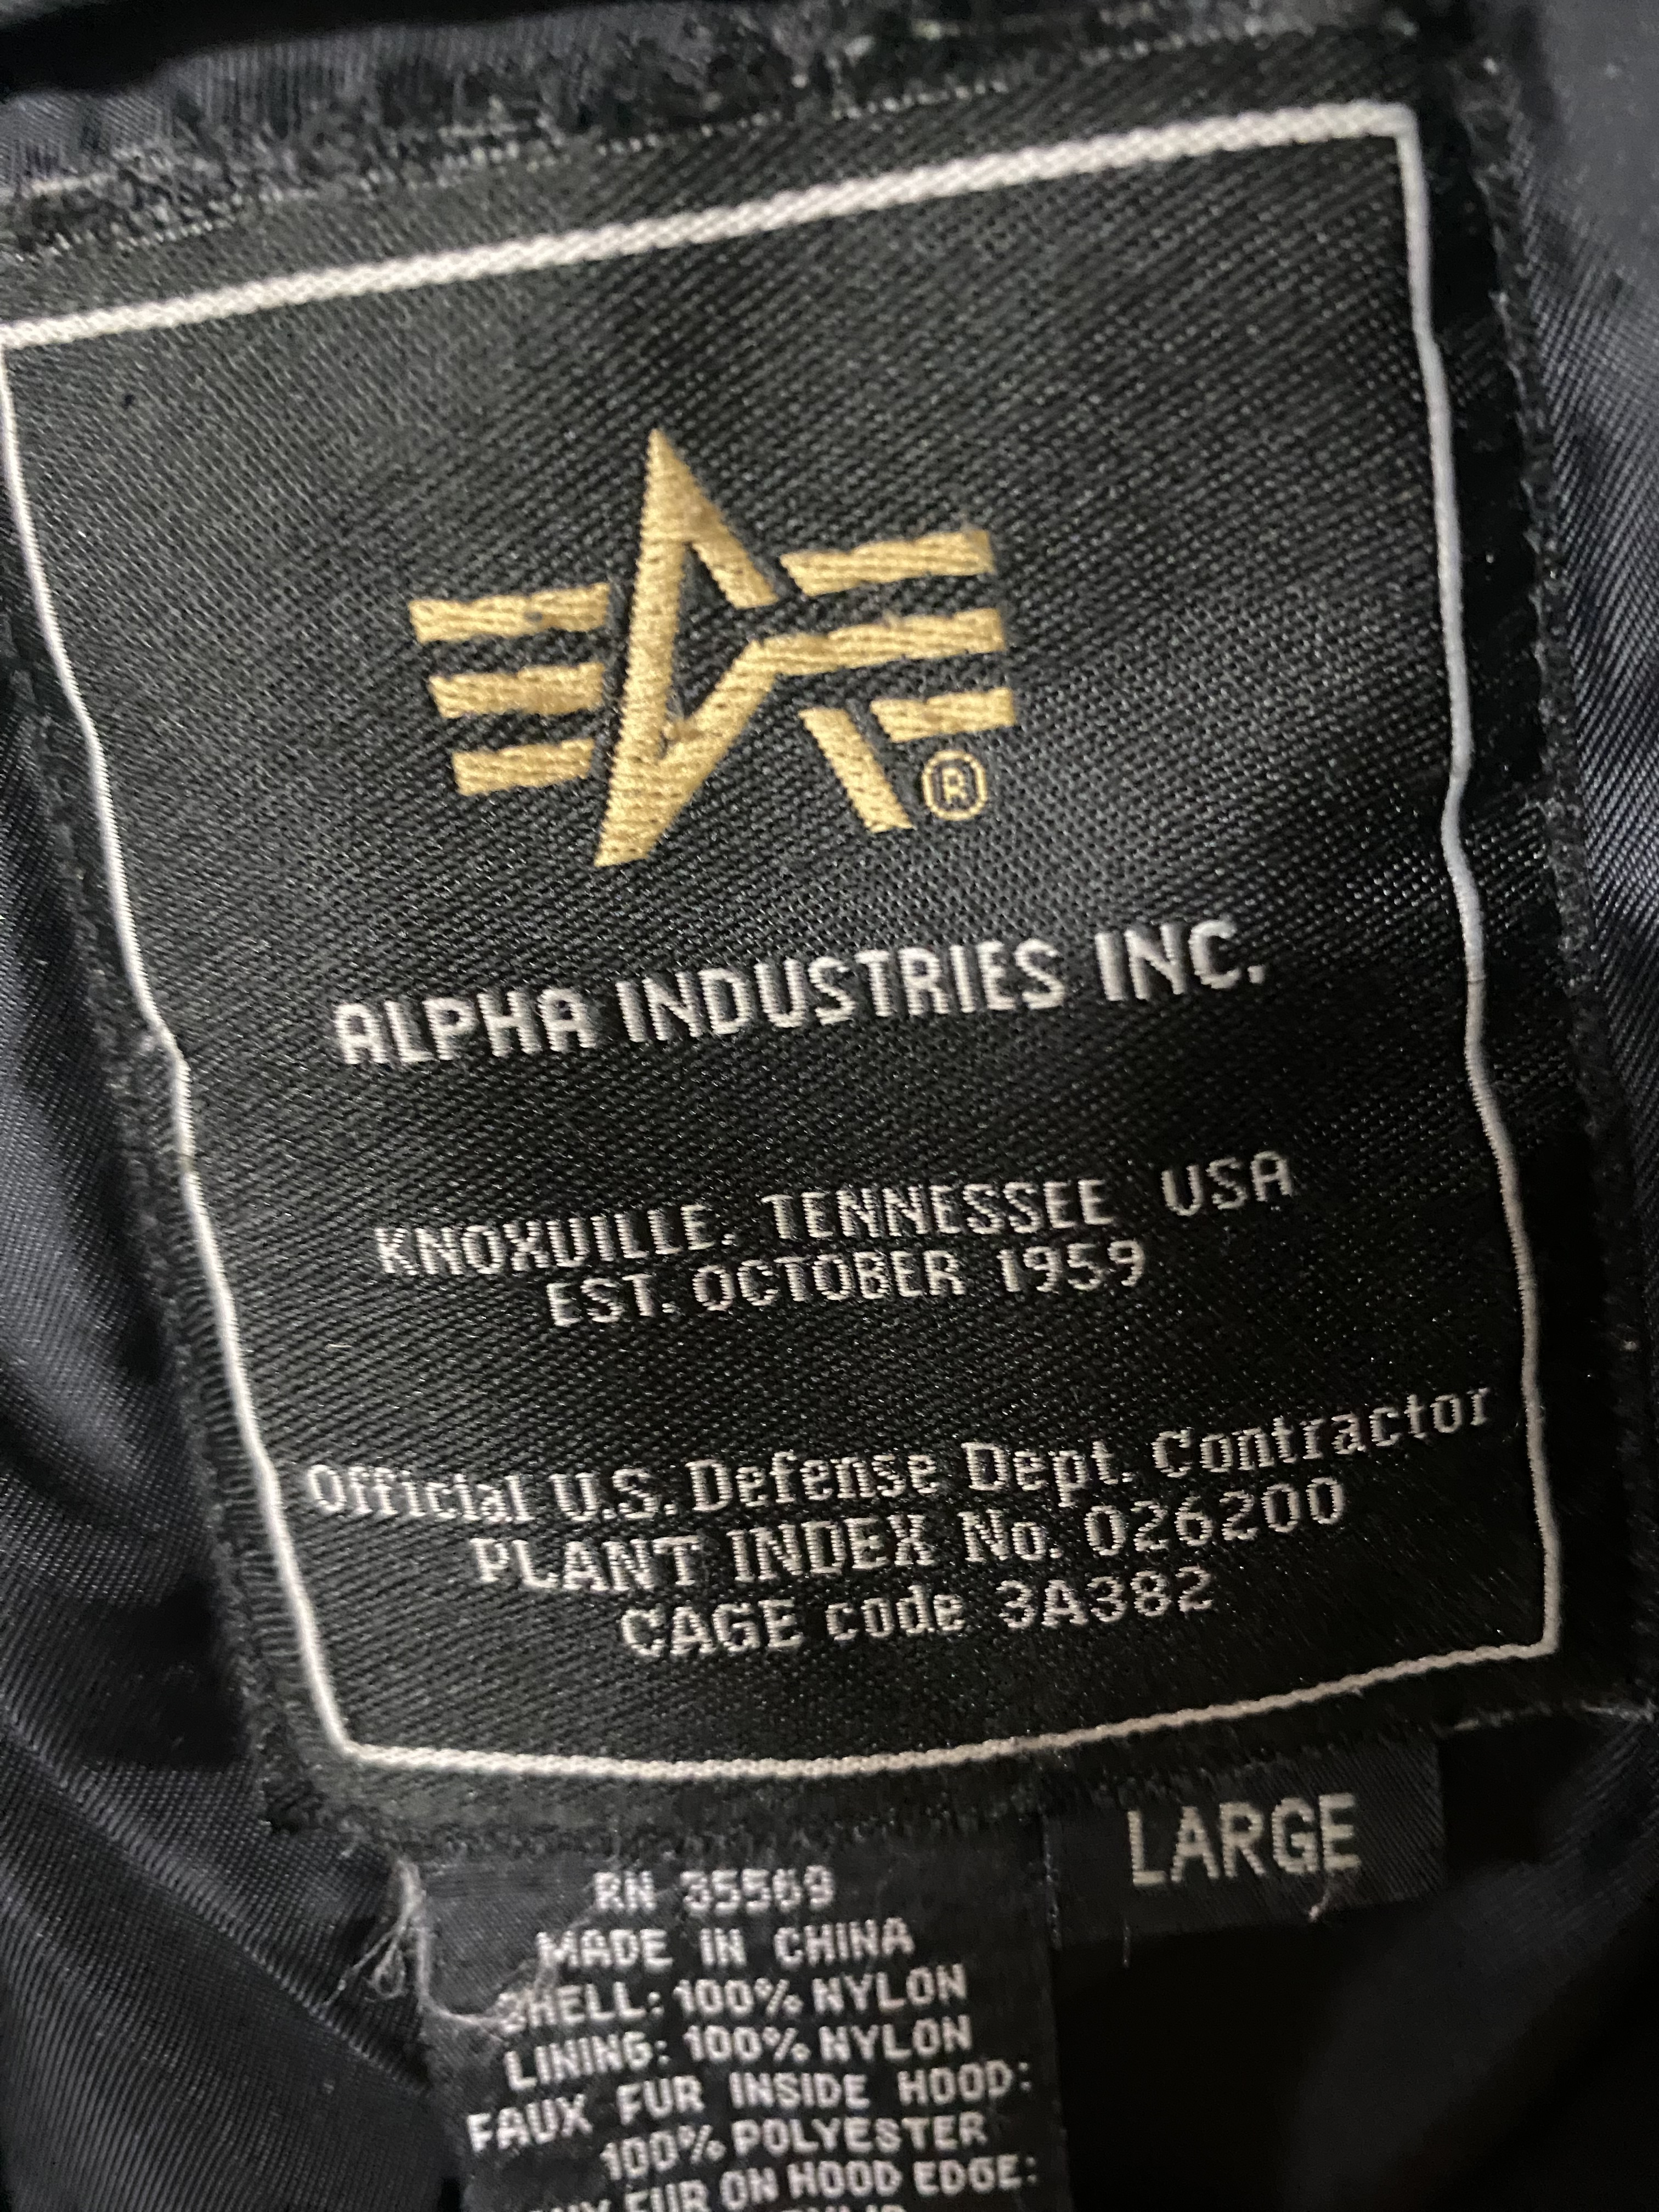 ®
ALPHA INDUSTRIES INC.
KNOXVILLE, TENNESSEE USA
EST. OCTOBER 1959
Official U.S. Defense Dept. Contractor
PLANT INDEX No. 026200
CAGE code 3A382
LARGE
RN 35569
MADE IN CHINA
SHELL: 100% NYLON
LINING: 100% NYLON
FAUX FUR INSIDE HOOD:
100% POLYESTER
FUR ON HOOD EDGE: